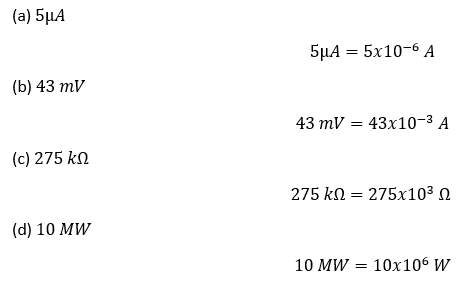 (a) 5µA
5µA = 5x10⁻⁶ A
(b) 43 mV
43 mV = 43x10⁻³ A
(c) 275 kΩ
275 kΩ = 275x10³ Ω
(d) 10 MW
10 MW = 10x10⁶ W